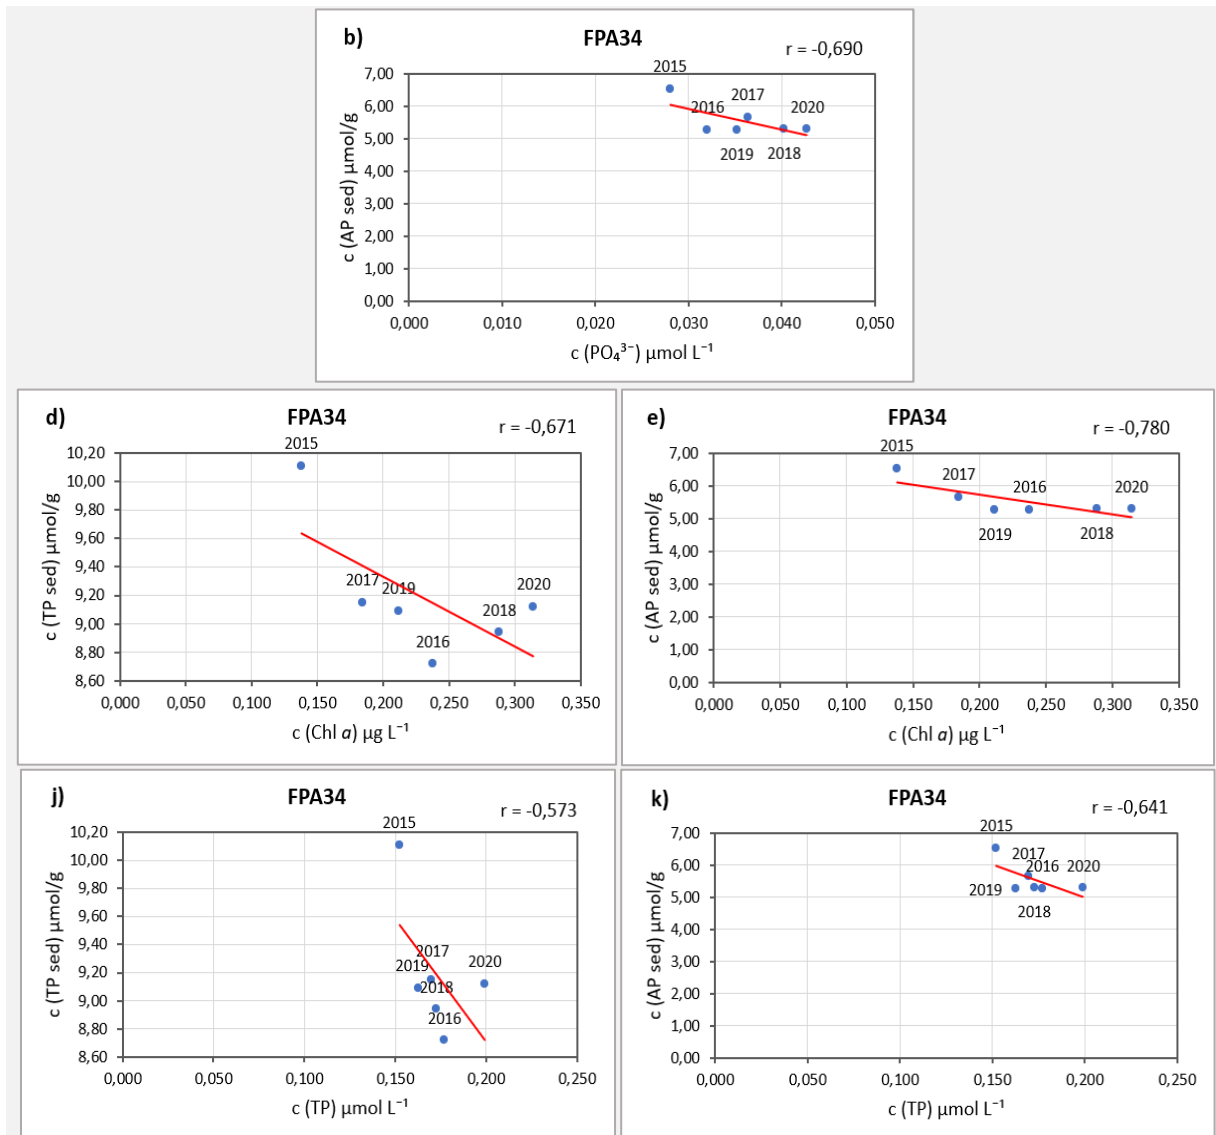 b)
FPA34
r = -0,690
c (AP sed) µmol/g
7,00
6,00
5,00
4,00
3,00
2,00
1,00
0,00
2015
2016
2017
2020
2019
2018
0,000 0,010 0,020 0,030 0,040 0,050
c (PO₄³⁻) µmol L⁻¹
d)
FPA34
r = -0,671
c (TP sed) µmol/g
10,20
10,00
9,80
9,60
9,40
9,20
9,00
8,80
8,60
2015
2017
2019
2020
2018
2016
0,000 0,100 0,150 0,200 0,250 0,300 0,350
c (Chl a) µg L⁻¹
e)
FPA34
r = -0,780
c (AP sed) µmol/g
7,00
6,00
5,00
4,00
3,00
2,00
1,00
0,00
2015
2017
2016
2020
2019
2018
0,000 0,100 0,150 0,200 0,250 0,300 0,350
c (Chl a) µg L⁻¹
j)
FPA34
r = -0,573
c (TP sed) µmol/g
10,20
10,00
9,80
9,60
9,40
9,20
9,00
8,80
8,60
2015
2017
2019
2020
2018
2016
0,000 0,050 0,100 0,150 0,200 0,250
c (TP) µmol L⁻¹
k)
FPA34
r = -0,641
c (AP sed) µmol/g
7,00
6,00
5,00
4,00
3,00
2,00
1,00
0,00
2015
2017
2016
2020
2019
2018
0,000 0,050 0,100 0,150 0,200 0,250
c (TP) µmol L⁻¹